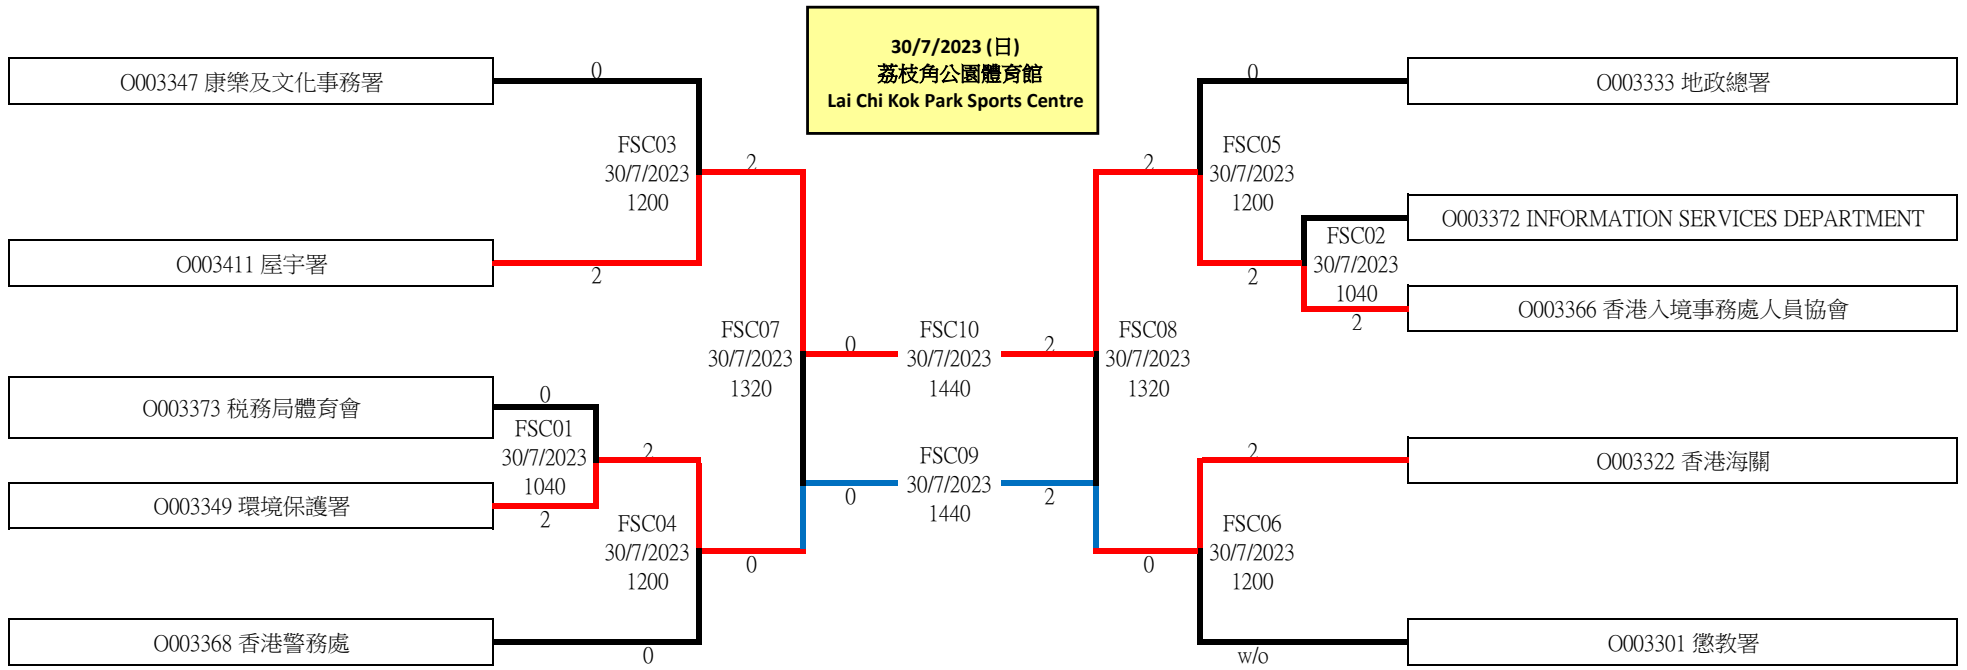 30/7/2023 (日)
荔枝角公園體育館
Lai Chi Kok Park Sports Centre
O003347 康樂及文化事務署
0
FSC03
30/7/2023
1200
2
O003411 屋宇署
2
FSC07
30/7/2023
1320
0
O003373 税務局體育會
0
FSC01
30/7/2023
1040
2
O003349 環境保護署
2
FSC04
30/7/2023
1200
0
O003368 香港警務處
0
FSC10
30/7/2023
1440
FSC09
30/7/2023
1440
0
2
2
0
O003333 地政總署
FSC05
30/7/2023
1200
2
O003372 INFORMATION SERVICES DEPARTMENT
FSC02
30/7/2023
1040
2
O003366 香港入境事務處人員協會
2
FSC08
30/7/2023
1320
2
O003322 香港海關
FSC06
30/7/2023
1200
0
O003301 懲教署
w/o